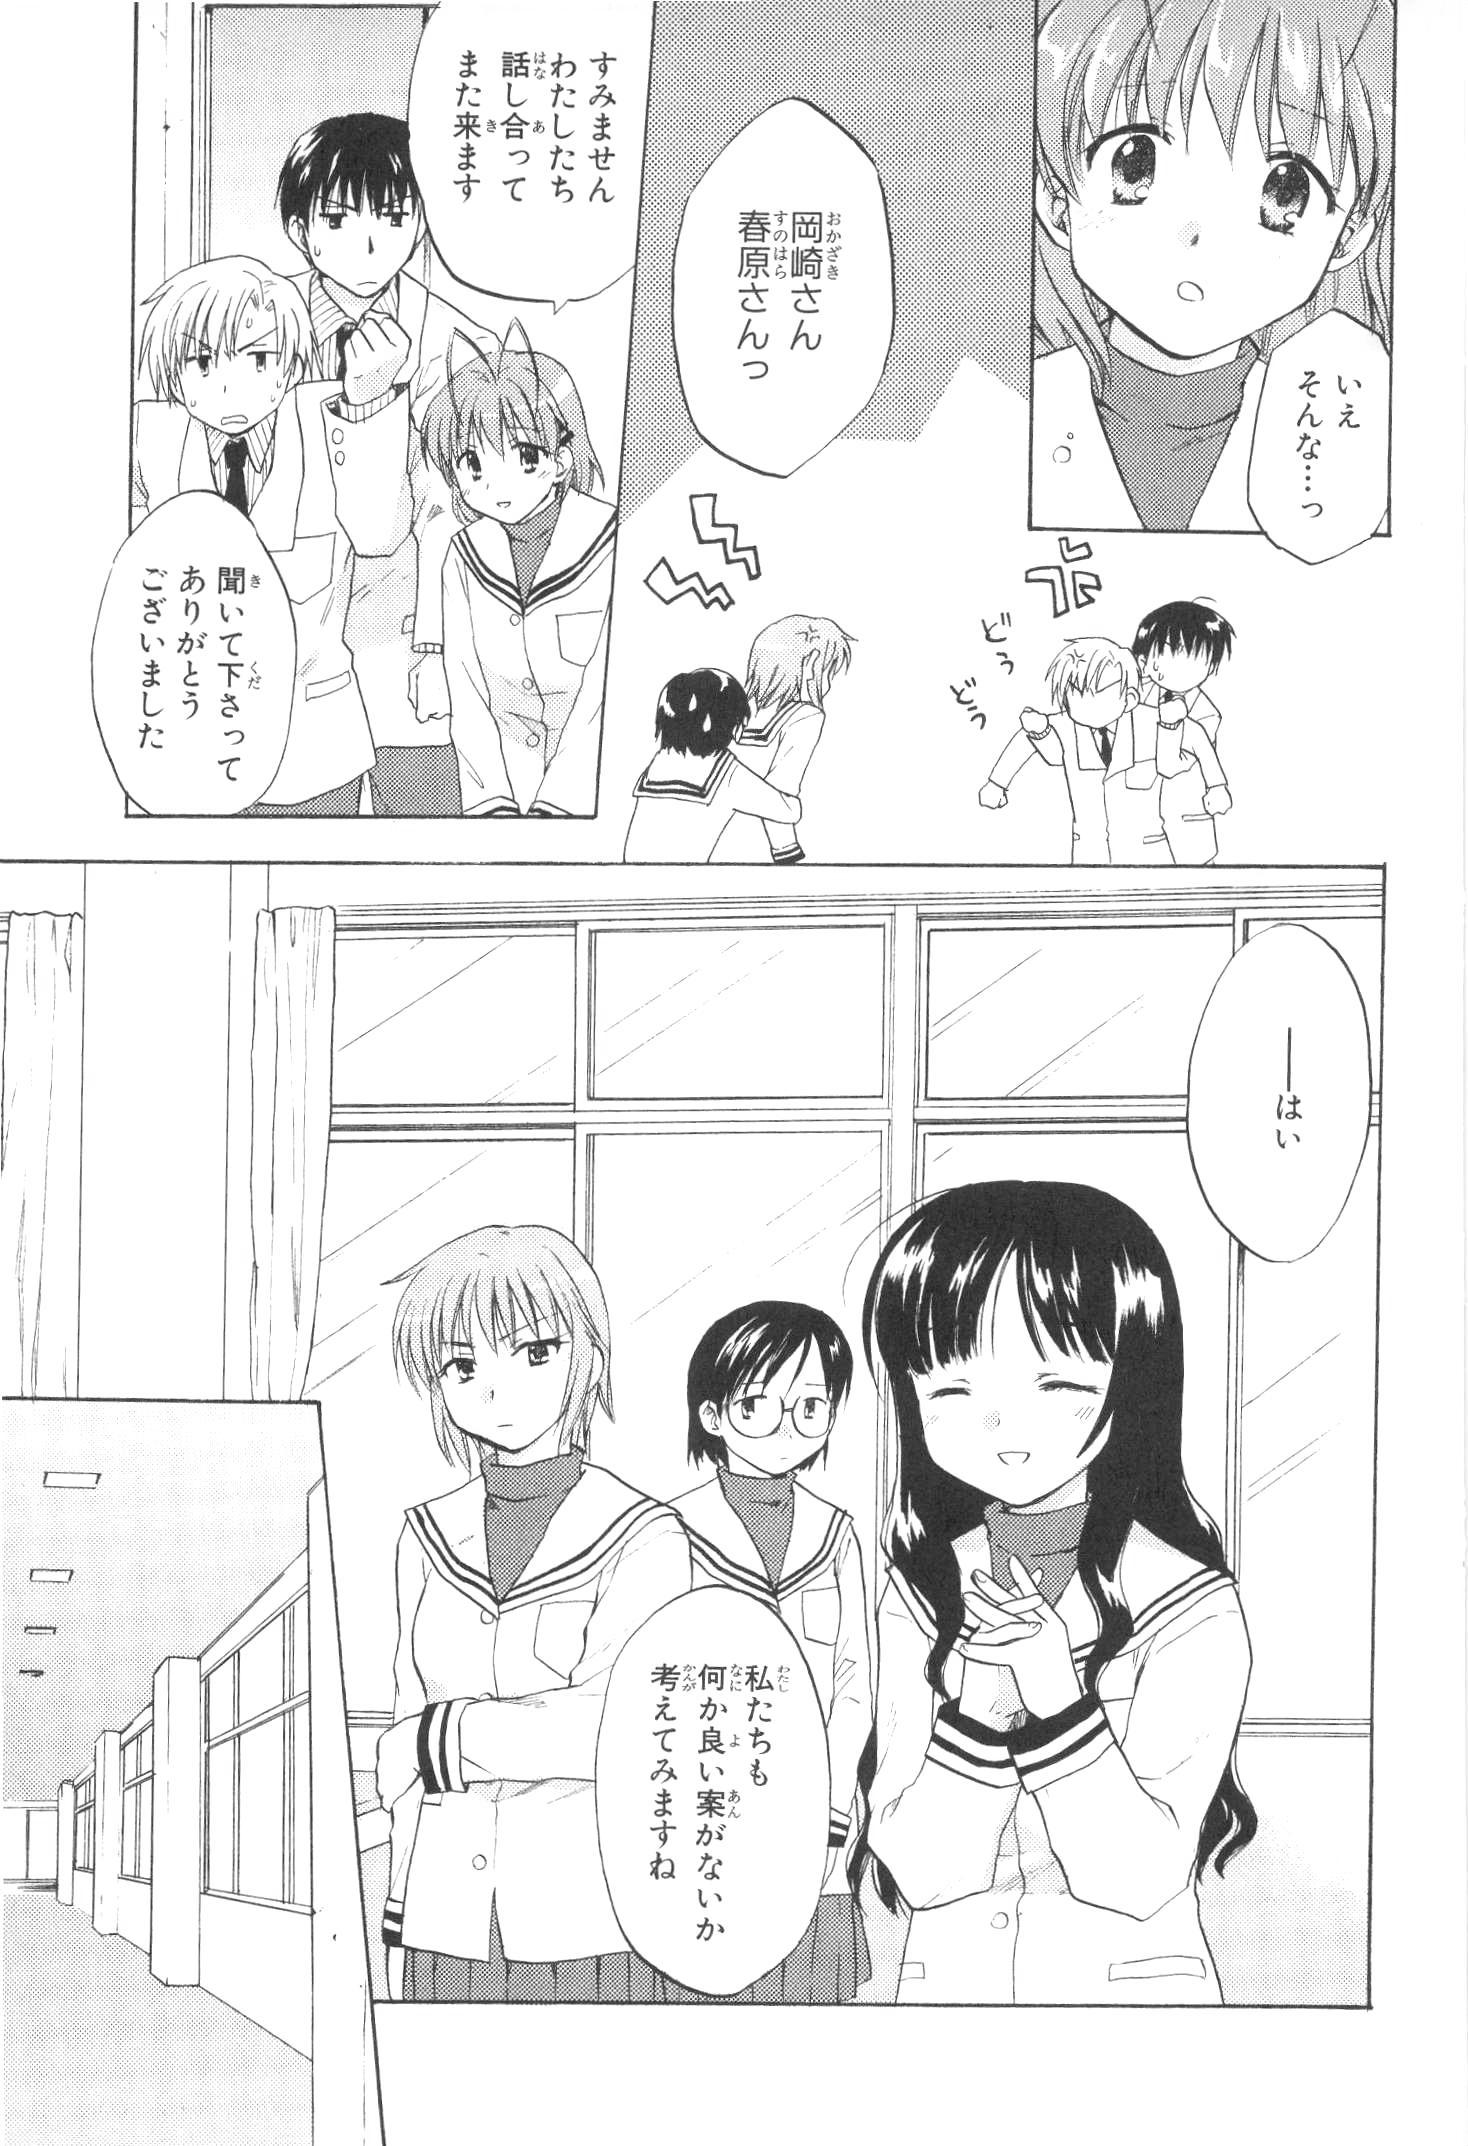 いえ
そんな…っ
岡崎さん
春原さんっ
どぅ
どぅ
すみません
わたしたち
話し合って
また来ます
聞いて下さって
ありがとう
ございました
―はい
私たちも
何か良い案がないか
考えてみますね